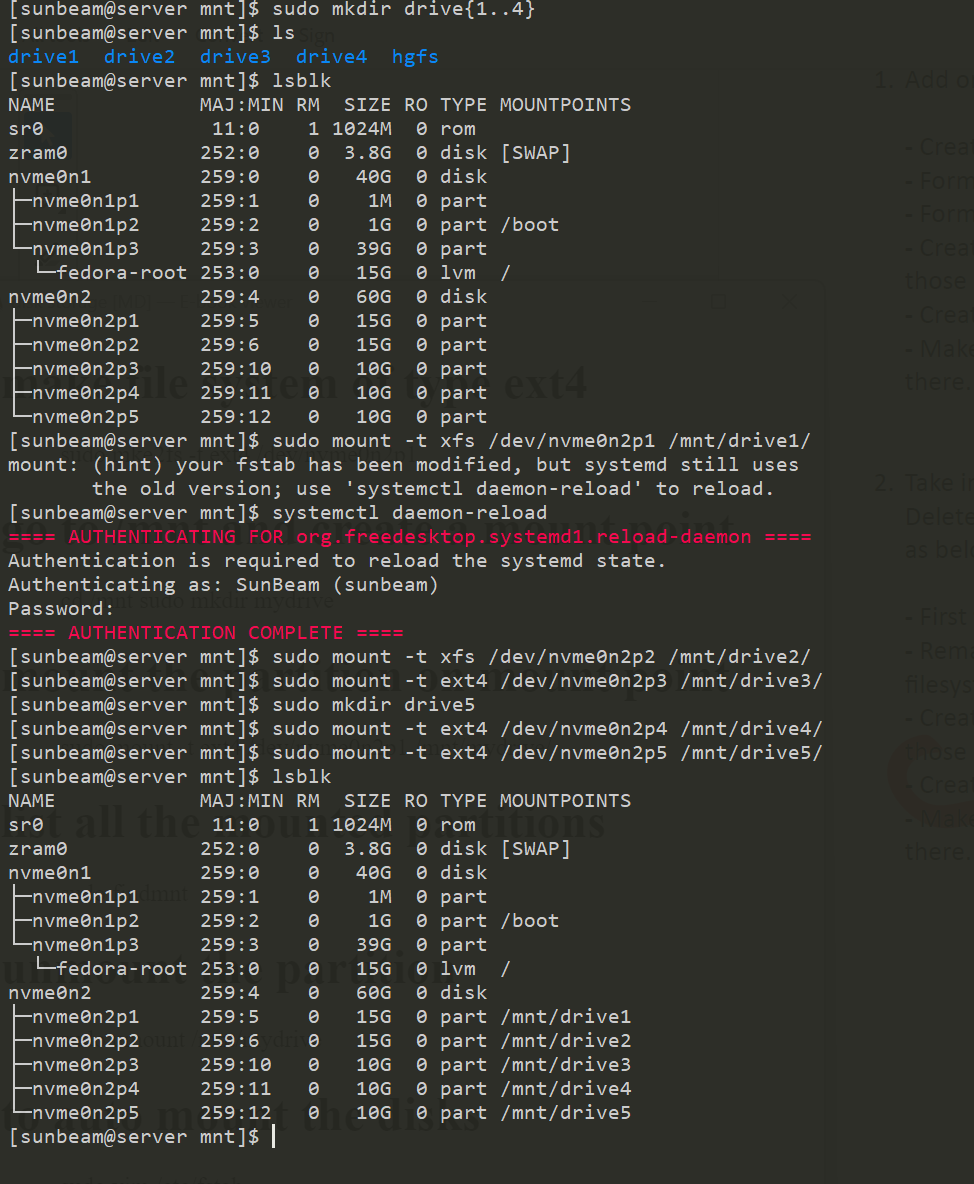 [sunbeam@server mnt]$ sudo mkdir drive{1..4}
[sunbeam@server mnt]$ ls
drive1  drive2  drive3  drive4  hgfs
[sunbeam@server mnt]$ lsblk
NAME            MAJ:MIN RM   SIZE RO TYPE MOUNTPOINTS
sr0              11:0    1 1024M  0 rom
zram0           252:0    0  3.8G  0 disk [SWAP]
nvme0n1         259:0    0   40G  0 disk
├─nvme0n1p1     259:1    0    1M  0 part
├─nvme0n1p2     259:2    0    1G  0 part /boot
└─nvme0n1p3     259:3    0   39G  0 part
  └─fedora-root 253:0    0   15G  0 lvm  /
nvme0n2         259:4    0   60G  0 disk
├─nvme0n2p1     259:5    0   15G  0 part
├─nvme0n2p2     259:6    0   15G  0 part
├─nvme0n2p3     259:10   0   10G  0 part
├─nvme0n2p4     259:11   0   10G  0 part
└─nvme0n2p5     259:12   0   10G  0 part
[sunbeam@server mnt]$ sudo mount -t xfs /dev/nvme0n2p1 /mnt/drive1/
mount: (hint) your fstab has been modified, but systemd still uses
       the old version; use 'systemctl daemon-reload' to reload.
[sunbeam@server mnt]$ systemctl daemon-reload
==== AUTHENTICATING FOR org.freedesktop.systemd1.reload-daemon ====
Authentication is required to reload the systemd state.
Authenticating as: SunBeam (sunbeam)
Password:
==== AUTHENTICATION COMPLETE ====
[sunbeam@server mnt]$ sudo mount -t xfs /dev/nvme0n2p2 /mnt/drive2/
[sunbeam@server mnt]$ sudo mount -t ext4 /dev/nvme0n2p3 /mnt/drive3/
[sunbeam@server mnt]$ sudo mkdir drive5
[sunbeam@server mnt]$ sudo mount -t ext4 /dev/nvme0n2p4 /mnt/drive4/
[sunbeam@server mnt]$ sudo mount -t ext4 /dev/nvme0n2p5 /mnt/drive5/
[sunbeam@server mnt]$ lsblk
NAME            MAJ:MIN RM   SIZE RO TYPE MOUNTPOINTS
sr0              11:0    1 1024M  0 rom
zram0           252:0    0  3.8G  0 disk [SWAP]
nvme0n1         259:0    0   40G  0 disk
├─nvme0n1p1     259:1    0    1M  0 part
├─nvme0n1p2     259:2    0    1G  0 part /boot
└─nvme0n1p3     259:3    0   39G  0 part
  └─fedora-root 253:0    0   15G  0 lvm  /
nvme0n2         259:4    0   60G  0 disk
├─nvme0n2p1     259:5    0   15G  0 part /mnt/drive1
├─nvme0n2p2     259:6    0   15G  0 part /mnt/drive2
├─nvme0n2p3     259:10   0   10G  0 part /mnt/drive3
├─nvme0n2p4     259:11   0   10G  0 part /mnt/drive4
└─nvme0n2p5     259:12   0   10G  0 part /mnt/drive5
[sunbeam@server mnt]$